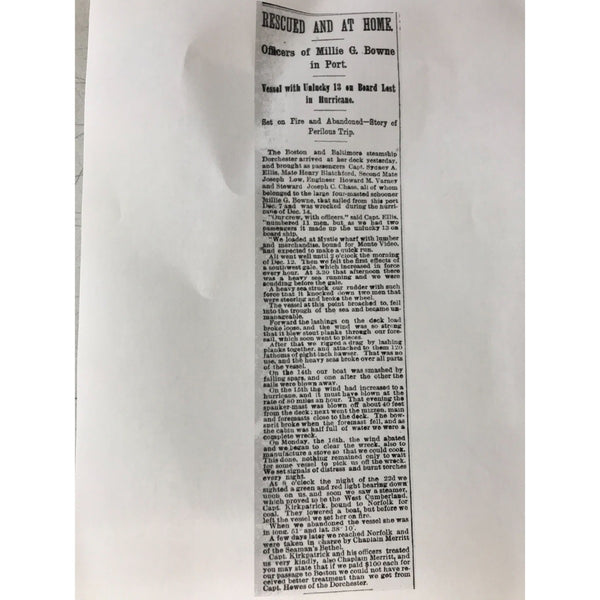 RESCUED AND AT HOME.
Officers of Millie G. Bowne
in Port.
Vessel with Unlucky 13 on Board Lost
in Hurricane.
Set on Fire and Abandoned—Story of
Perilous Trip.
The Boston and Baltimore steamship
Dorchester arrived at her dock yesterday,
and brought as passengers Capt. Sydney A.
Ellis, Mate Henry Blatchford, Second Mate
Joseph Low, Engineer Howard M. Varney
and Steward Joseph C. Chase, all of whom
belonged to the large four-masted schooner
Millie G. Bowne, that sailed from this port
Dec. 7 and was wrecked during the hurri-
cane of Dec. 14.
"Our crew, with officers," said Capt. Ellis,
"numbered 11 men, but as we had two
passengers it made up the unlucky 13 on
board ship.
"We loaded at Mystic wharf with lumber
and merchandise, bound for Monte Video,
and expected to make a quick run.
All went well until 2 o'clock the morning
of Dec. 12. Then we felt the first effects of
a southwest gale, which increased in force
every hour. At 3.20 that afternoon there
was a heavy sea running and we were
scudding before the gale.
A heavy sea struck our rudder with such
force that it knocked down two men that
were steering and broke the wheel.
The vessel at this point broached to, fell
into the trough of the sea and became un-
manageable.
Forward the lashings on the deck load
broke loose, and the wind was so strong
that it blew stout planks through our fore-
sail, which soon went to pieces.
After that we rigged a drag by lashing
planks together, and attached to them 120
fathoms of eight-inch hawser. That was no
use, and the heavy seas broke over all parts
of the vessel.
On the 14th our boat was smashed by
falling spars, and one after the other the
sails were blown away.
On the 15th the wind had increased to a
hurricane, and it must have blown at the
rate of 80 miles an hour. That evening the
spanker mast was blown off about 40 feet
from the deck; next went the mizzen, main
and foremasts close to the deck. The bow-
sprit broke when the foremast fell, and as
the cabin was half full of water we were a
complete wreck.
On Monday, the 16th, the wind abated
and we began to clear the wreck, also to
manufacture a stove so that we could cook.
This done, nothing remained only to wait
for some vessel to pick us off the wreck.
We set signals of distress and burnt torches
every night.
At 8 o'clock the night of the 22d we
sighted a green and red light bearing down
upon on us, and soon we saw a steamer,
which proved to be the West Cumberland,
Capt. Kirkpatrick, bound to Norfolk for
coal. They lowered a boat, but before we
left the vessel we set her on fire.
When we abandoned the vessel she was
in long. 61° and lat. 38° 10'.
A few days later we reached Norfolk and
were taken in charge by Chaplain Merritt
of the Seaman's Bethel.
Capt. Kirkpatrick and his officers treated
us very kindly, also Chaplain Merritt, and
you may state that if we paid $100 each for
our passage to Boston we could not have re-
ceived better treatment than we got from
Capt. Hewes of the Dorchester.